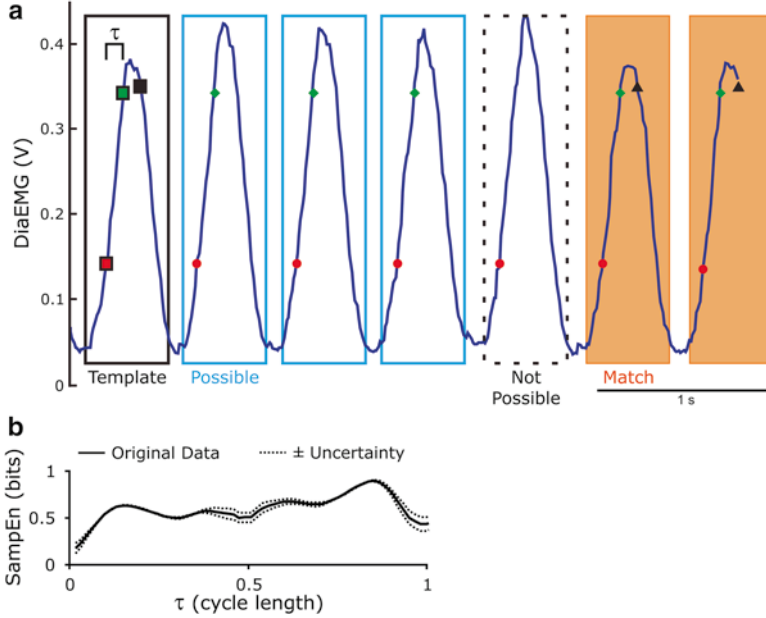 a
τ
DiaEMG (V)
0.4
0.3
0.2
0.1
0
Template
Possible
Not
Possible
Match
1 s
b
Original Data
± Uncertainty
SampEn (bits)
1
0.5
0
0
0.5
1
τ (cycle length)